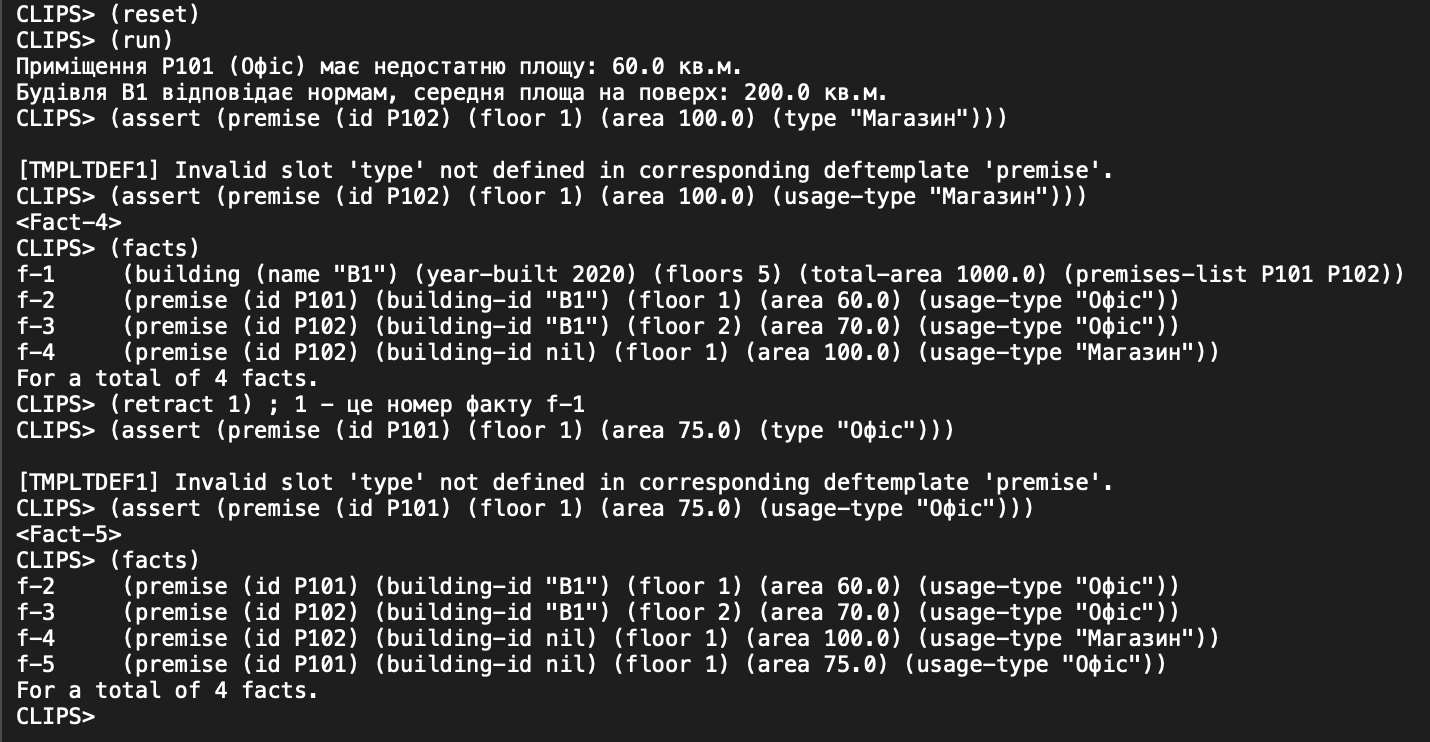 CLIPS> (reset)
CLIPS> (run)
Приміщення P101 (Офіс) має недостатню площу: 60.0 кв.м.
Будівля B1 відповідає нормам, середня площа на поверх: 200.0 кв.м.
CLIPS> (assert (premise (id P102) (floor 1) (area 100.0) (type "Магазин")))
[TMPLTDEF1] Invalid slot 'type' not defined in corresponding deftemplate 'premise'.
CLIPS> (assert (premise (id P102) (floor 1) (area 100.0) (usage-type "Магазин")))
<Fact-4>
CLIPS> (facts)
f-1     (building (name "B1") (year-built 2020) (floors 5) (total-area 1000.0) (premises-list P101 P102))
f-2     (premise (id P101) (building-id "B1") (floor 1) (area 60.0) (usage-type "Офіс"))
f-3     (premise (id P102) (building-id "B1") (floor 2) (area 70.0) (usage-type "Офіс"))
f-4     (premise (id P102) (building-id nil) (floor 1) (area 100.0) (usage-type "Магазин"))
For a total of 4 facts.
CLIPS> (retract 1) ; 1 - це номер факту f-1
CLIPS> (assert (premise (id P101) (floor 1) (area 75.0) (type "Офіс")))
[TMPLTDEF1] Invalid slot 'type' not defined in corresponding deftemplate 'premise'.
CLIPS> (assert (premise (id P101) (floor 1) (area 75.0) (usage-type "Офіс")))
<Fact-5>
CLIPS> (facts)
f-2     (premise (id P101) (building-id "B1") (floor 1) (area 60.0) (usage-type "Офіс"))
f-3     (premise (id P102) (building-id "B1") (floor 2) (area 70.0) (usage-type "Офіс"))
f-4     (premise (id P102) (building-id nil) (floor 1) (area 100.0) (usage-type "Магазин"))
f-5     (premise (id P101) (building-id nil) (floor 1) (area 75.0) (usage-type "Офіс"))
For a total of 4 facts.
CLIPS>